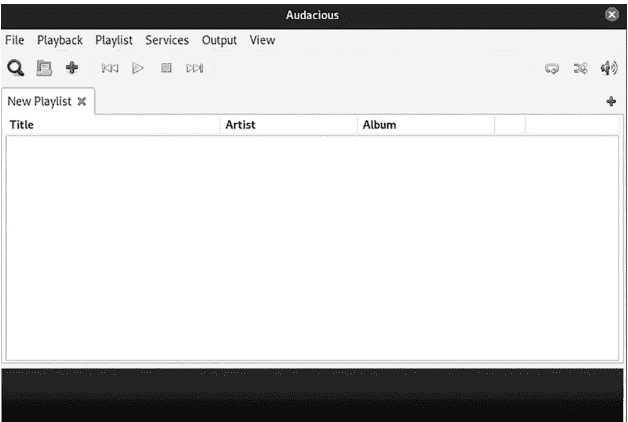 Audacious
File Playback Playlist Services Output View
New Playlist
Title Artist Album